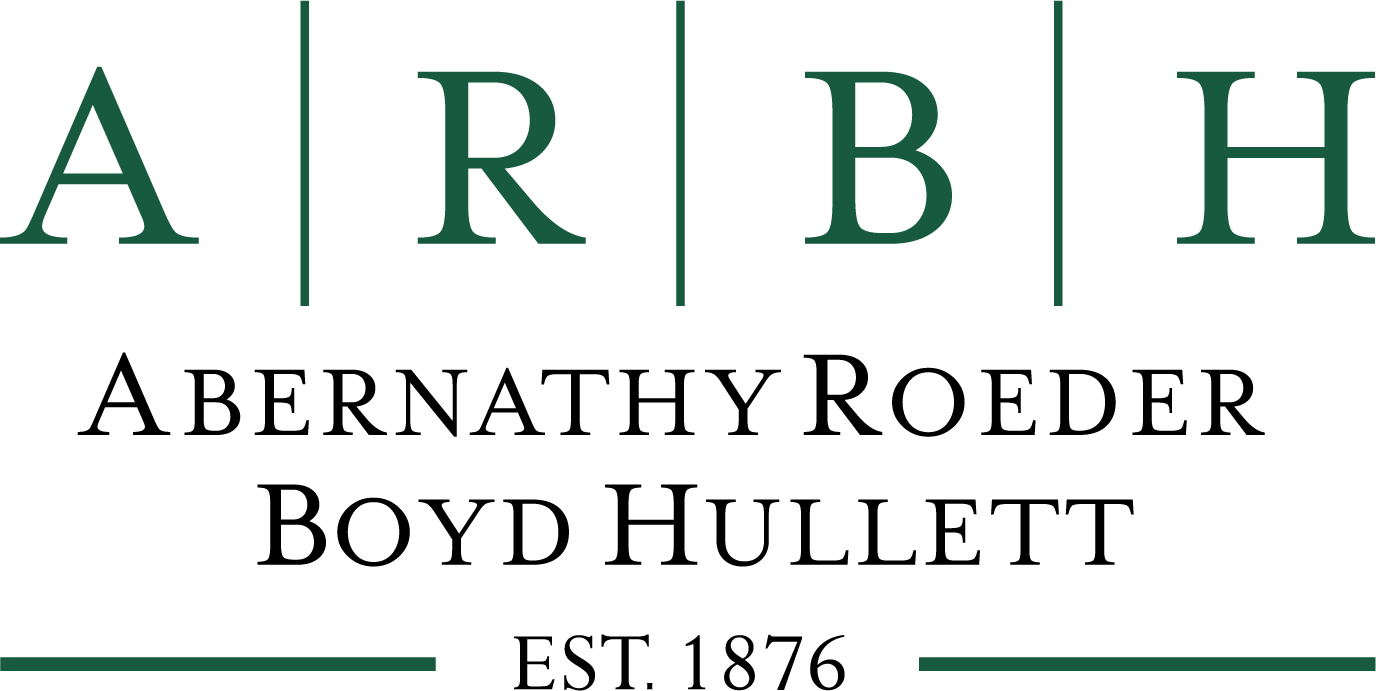 A | R | B | H
ABERNATHY ROEDER
BOYD HULLETT
EST. 1876